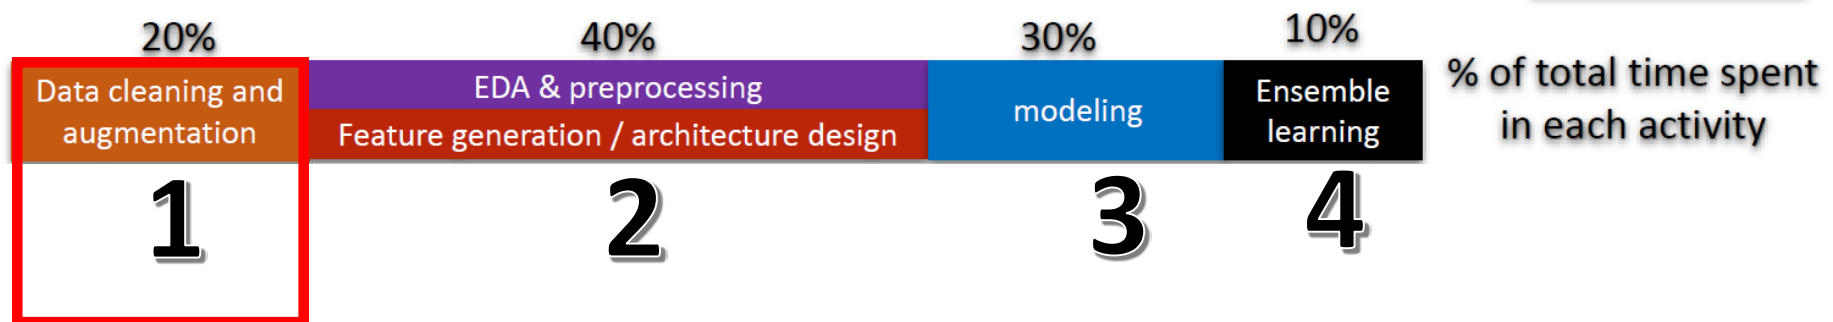 20%
40%
30%
10%
Data cleaning and
augmentation
EDA & preprocessing
Feature generation / architecture design
modeling
Ensemble
learning
% of total time spent
in each activity
1
2
3
4